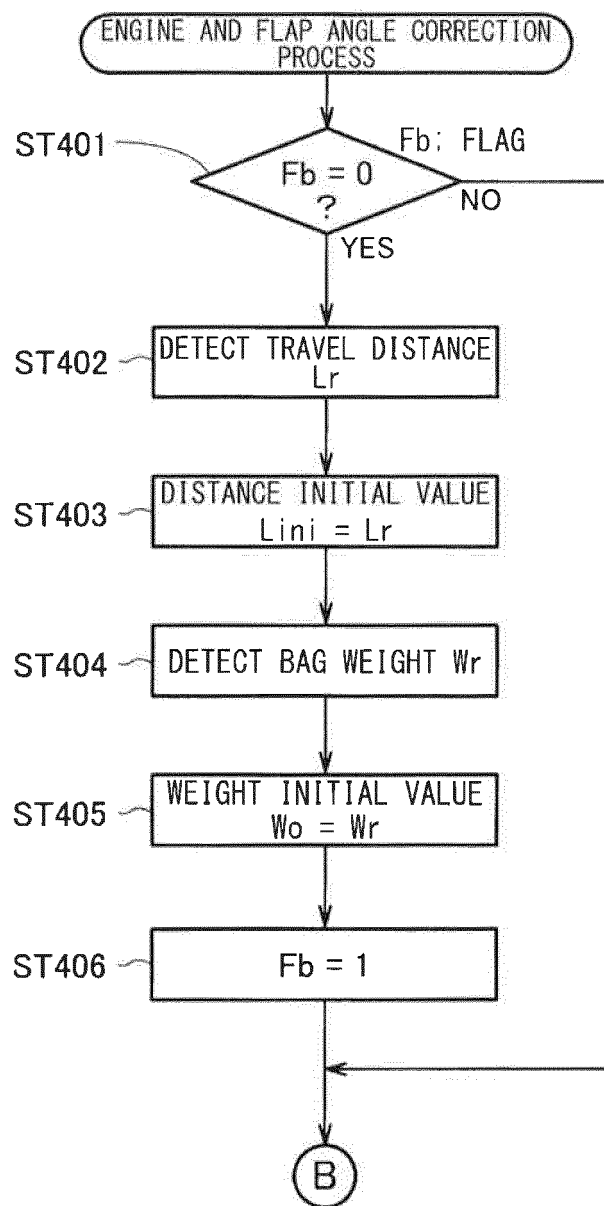 ENGINE AND FLAP ANGLE CORRECTION
PROCESS
Fb: FLAG
ST401
Fb = 0
?
NO
YES
ST402
DETECT TRAVEL DISTANCE
Lr
ST403
DISTANCE INITIAL VALUE
Lini = Lr
ST404
DETECT BAG WEIGHT Wr
ST405
WEIGHT INITIAL VALUE
Wo = Wr
ST406
Fb = 1
B